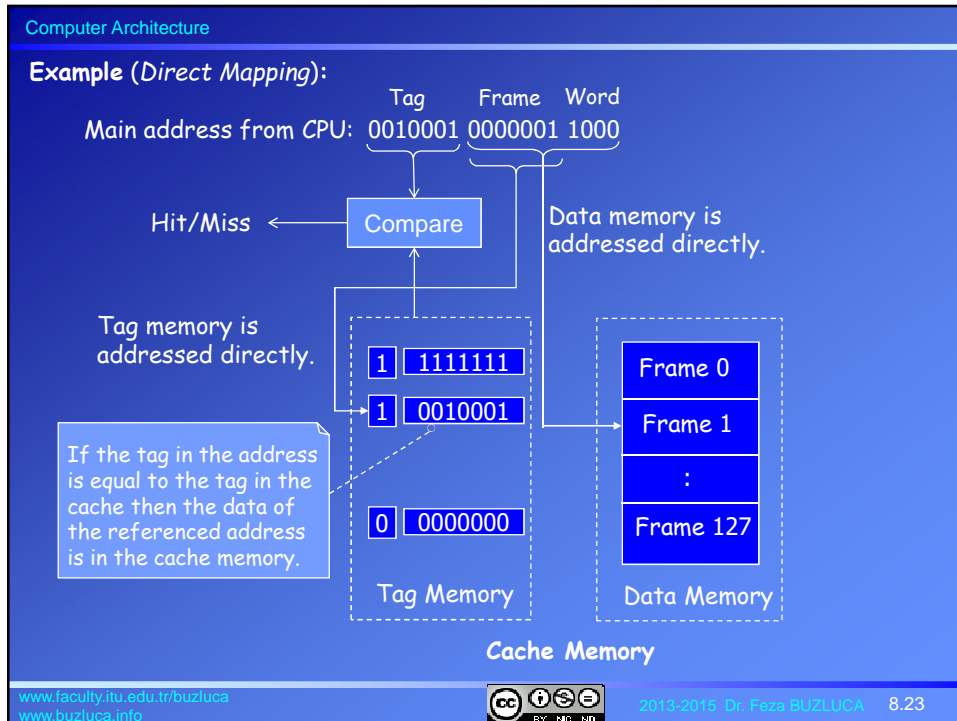 Computer Architecture
Example (Direct Mapping):
Tag Frame Word
Main address from CPU: 0010001 0000001 1000
Hit/Miss
Compare
Data memory is
addressed directly.
Tag memory is
addressed directly.
1 1111111
1 0010001
0 0000000
Tag Memory
If the tag in the address
is equal to the tag in the
cache then the data of
the referenced address
is in the cache memory.
Frame 0
Frame 1
:
Frame 127
Data Memory
Cache Memory
www.faculty.itu.edu.tr/buzluca
www.buzluca.info
cc
BY NC ND
2013-2015 Dr. Feza BUZLUCA 8.23